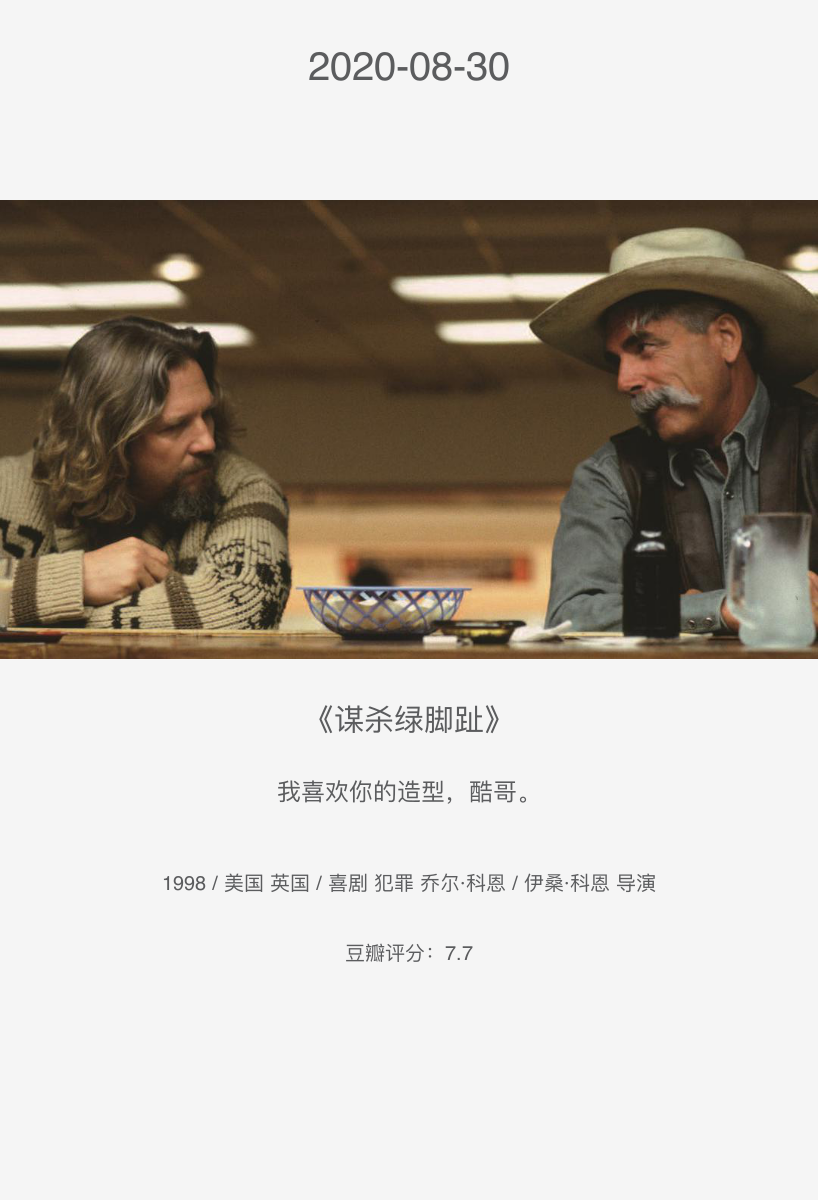 2020-08-30
《谋杀绿脚趾》
我喜欢你的造型，酷哥。
1998 / 美国 英国 / 喜剧 犯罪 乔尔·科恩 / 伊桑·科恩 导演
豆瓣评分：7.7